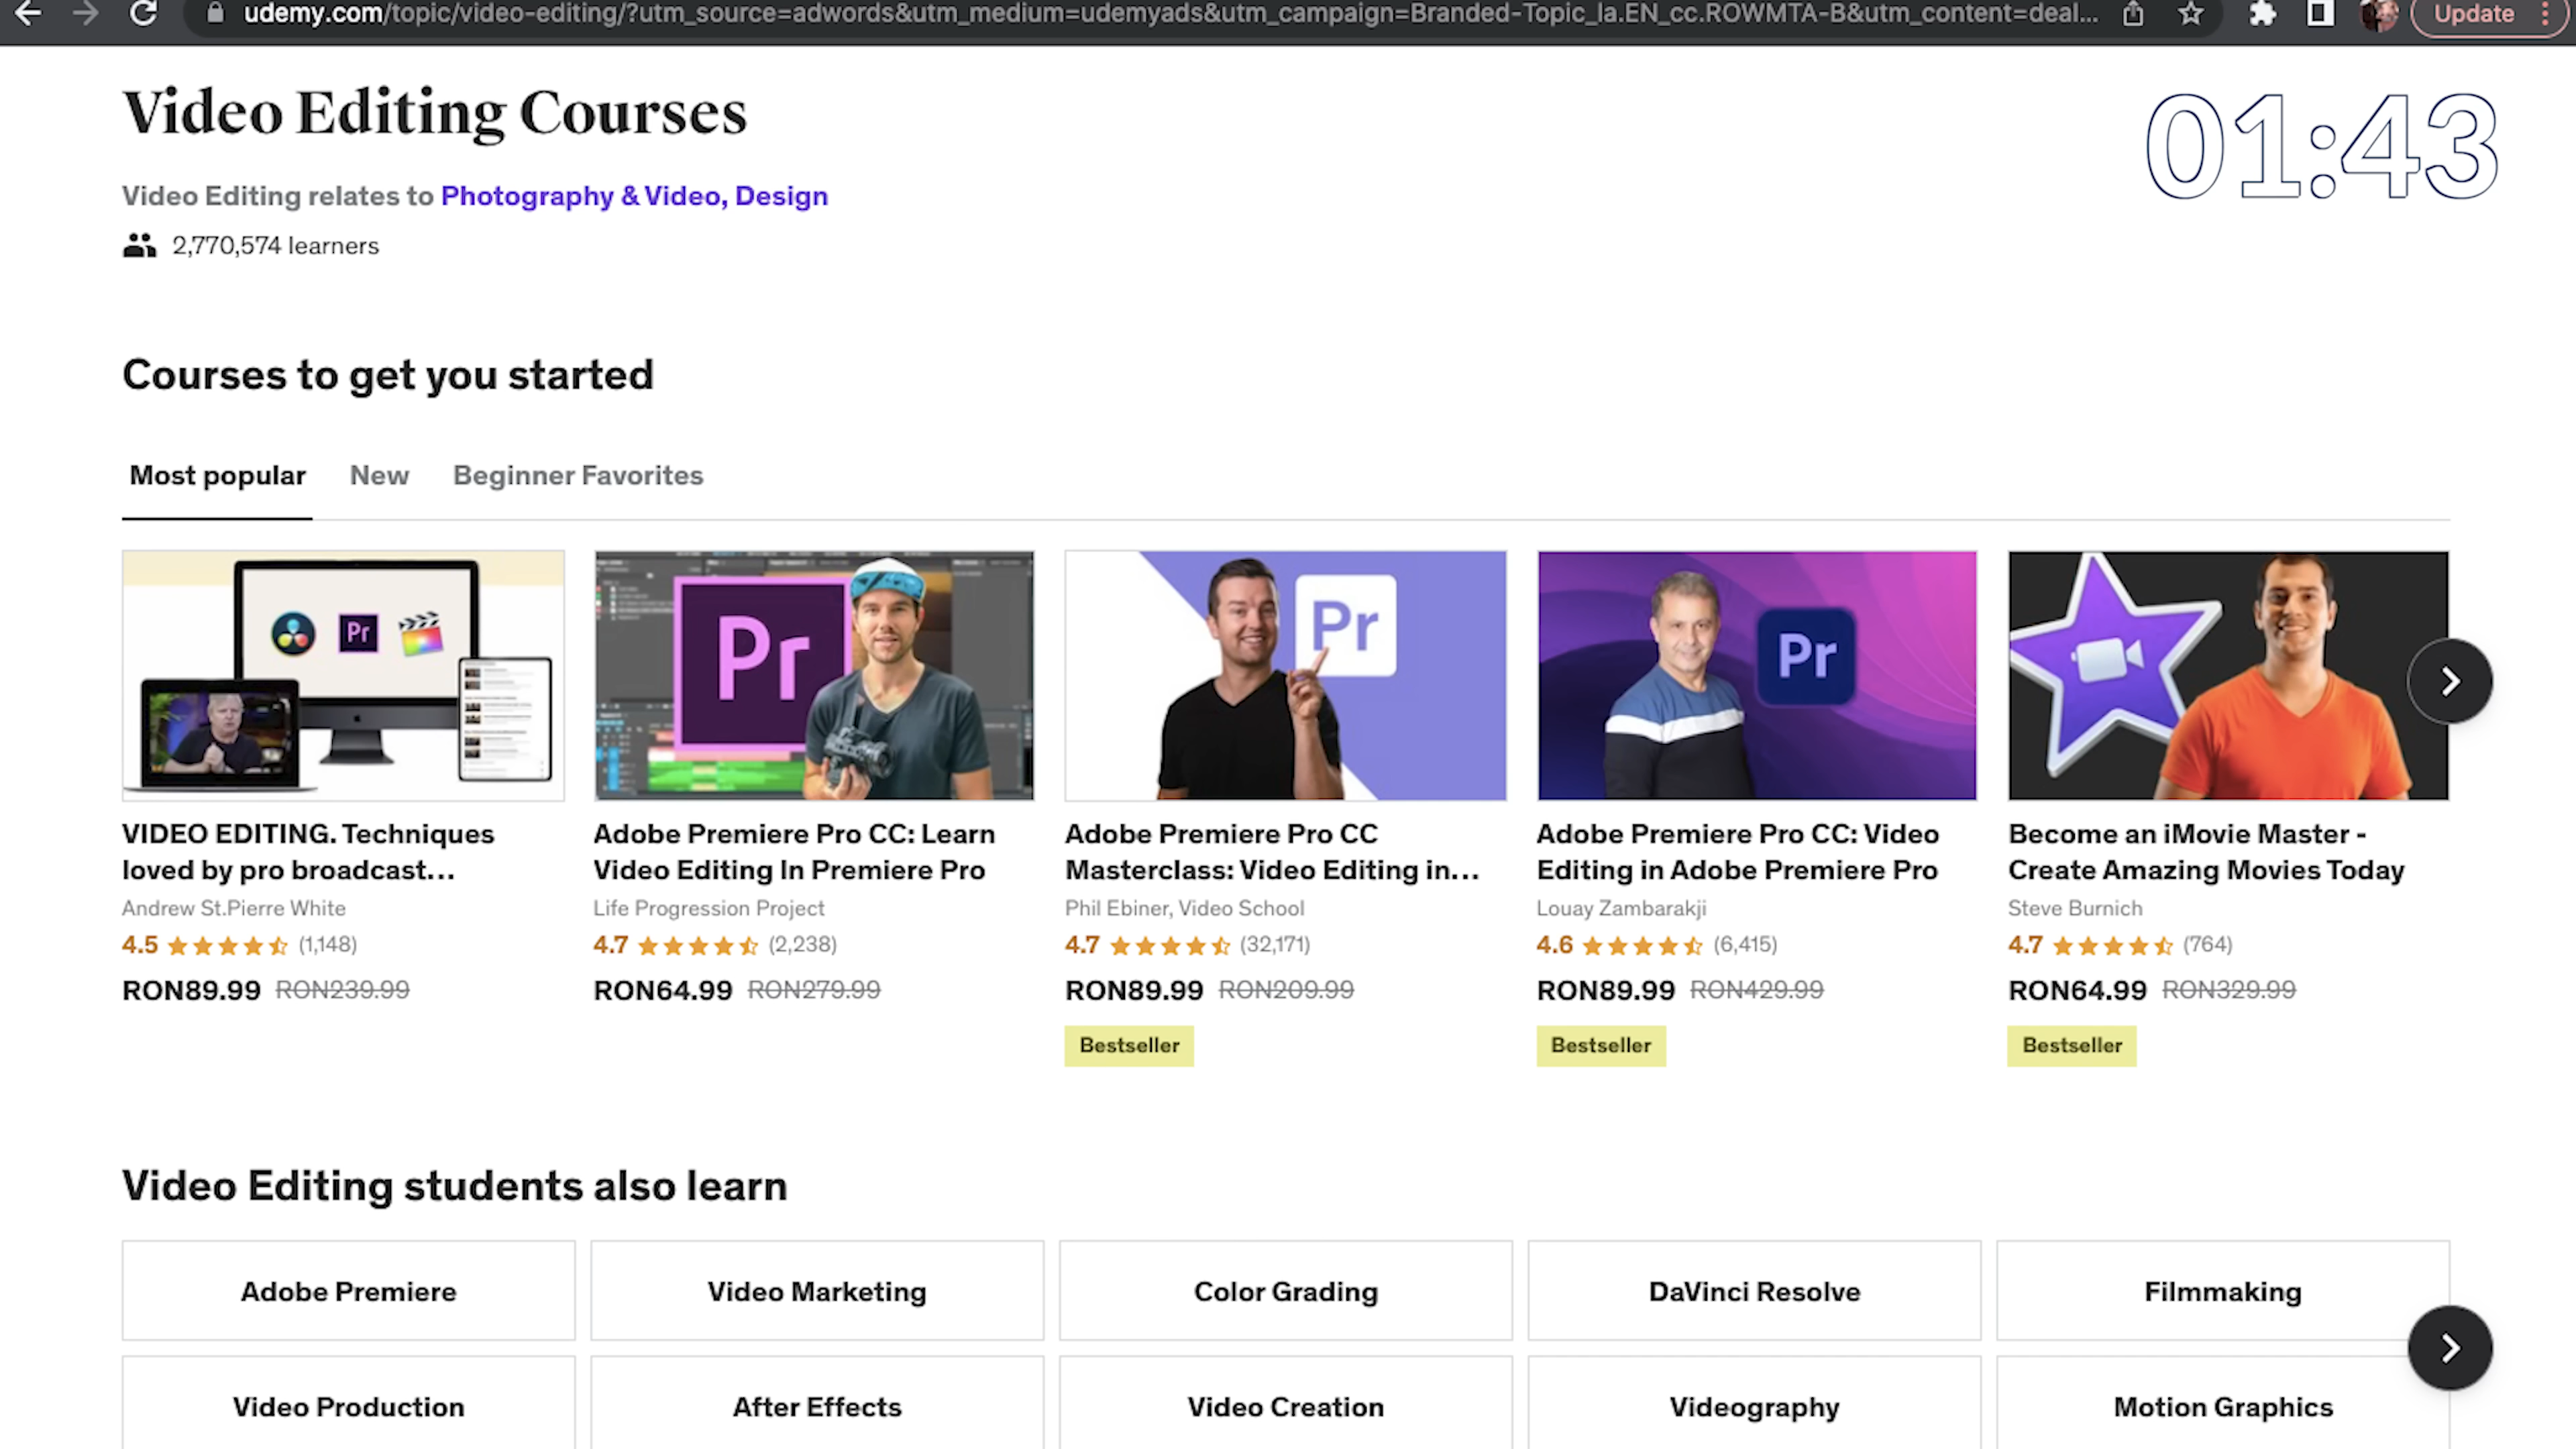 udemy.com/topic/video-editing/?utm_source=adwords&utm_medium=udemyads&utm_campaign=Branded-Topic_la.EN_cc.ROWMTA-B&utm_content=deal...
Update
Video Editing Courses
01:43
Video Editing relates to Photography & Video, Design
2,770,574 learners
Courses to get you started
Most popular
New
Beginner Favorites
Pr
Pr
Pr
Pr
VIDEO EDITING. Techniques
loved by pro broadcast...
Andrew St.Pierre White
4.5 (1,148)
RON89.99 RON239.99
Adobe Premiere Pro CC: Learn
Video Editing In Premiere Pro
Life Progression Project
4.7 (2,238)
RON64.99 RON279.99
Adobe Premiere Pro CC
Masterclass: Video Editing in...
Phil Ebiner, Video School
4.7 (32,171)
RON89.99 RON209.99
Bestseller
Adobe Premiere Pro CC: Video
Editing in Adobe Premiere Pro
Louay Zambarakji
4.6 (6,415)
RON89.99 RON429.99
Bestseller
Become an iMovie Master -
Create Amazing Movies Today
Steve Burnich
4.7 (764)
RON64.99 RON329.99
Bestseller
Video Editing students also learn
Adobe Premiere
Video Marketing
Color Grading
DaVinci Resolve
Filmmaking
Video Production
After Effects
Video Creation
Videography
Motion Graphics